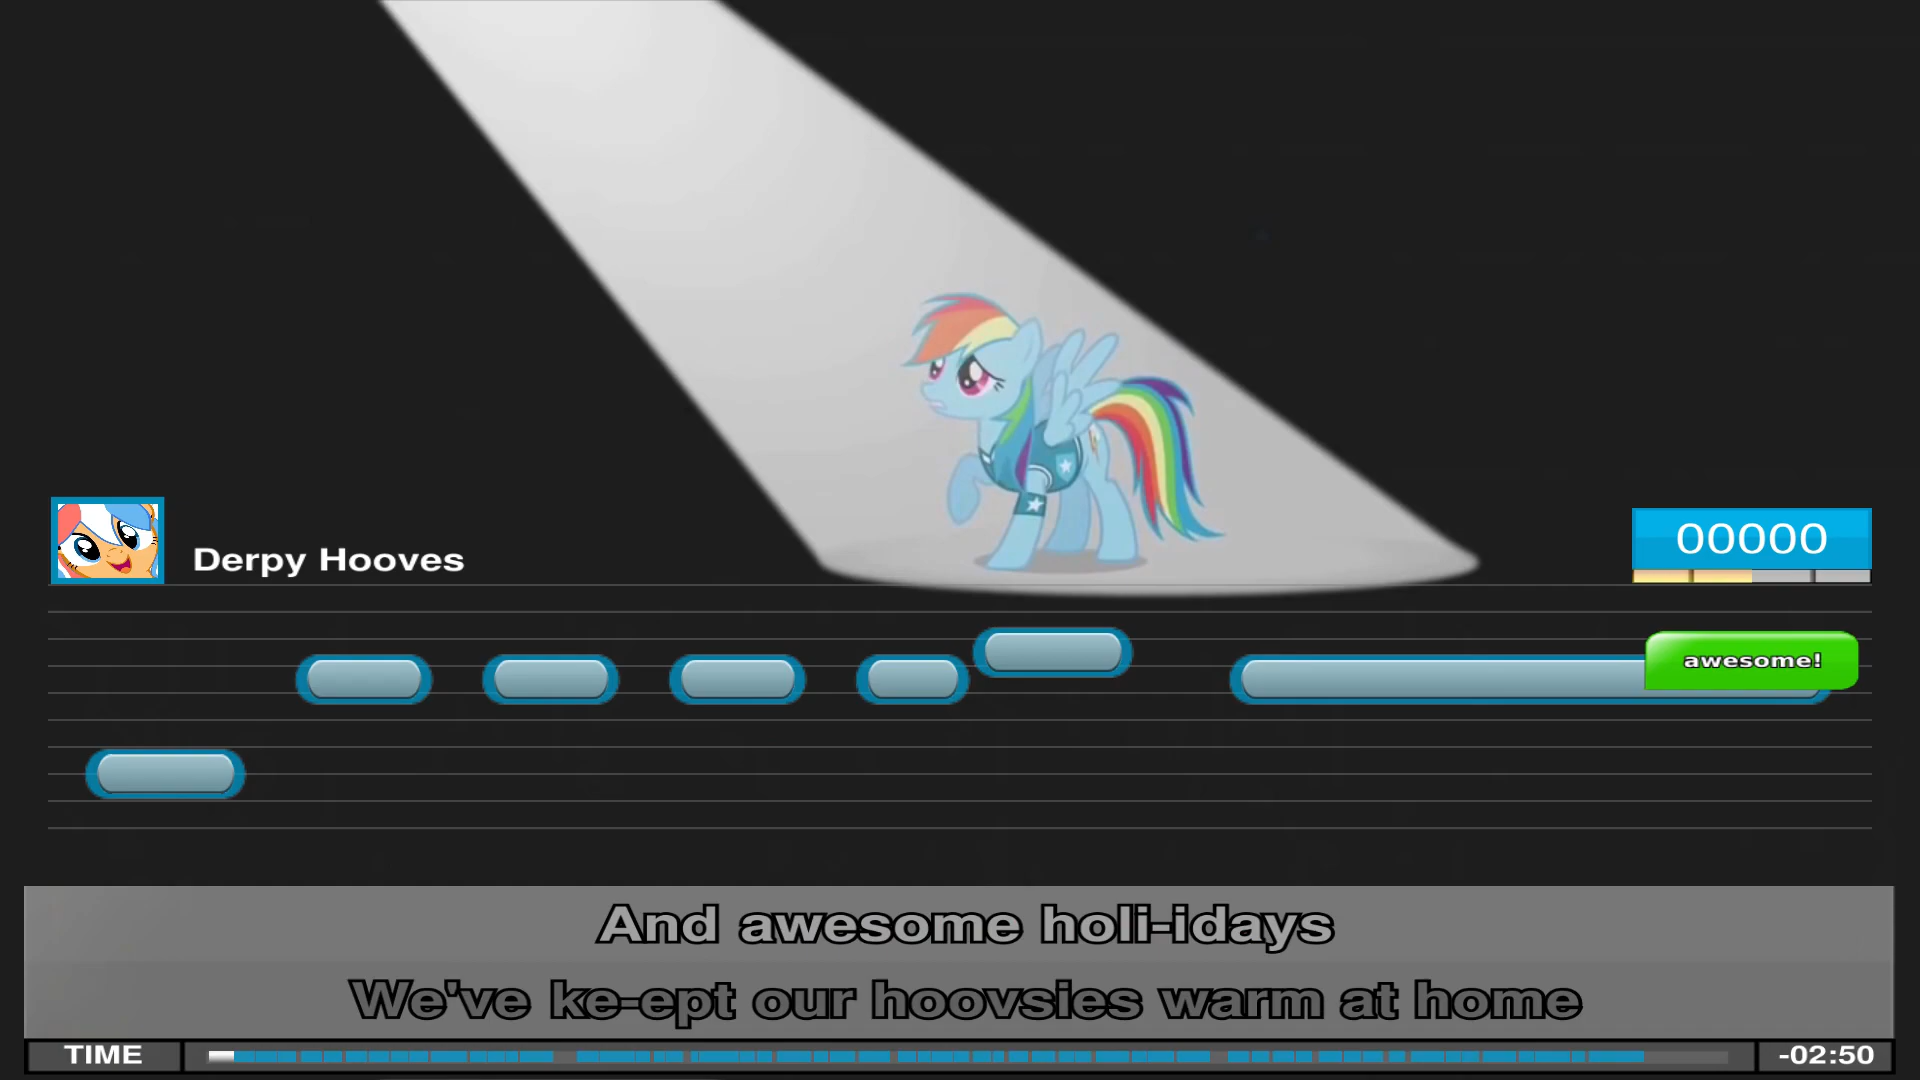 Derpy Hooves
00000
awesome!
And awesome holi-idays
We've ke-ept our hoovsies warm at home
TIME
-02:50